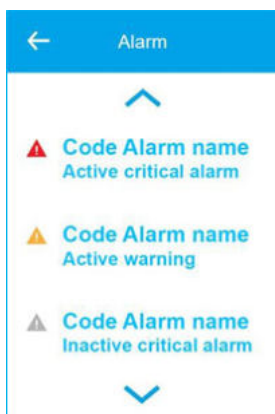 Alarm
Code Alarm name
Active critical alarm
Code Alarm name
Active warning
Code Alarm name
Inactive critical alarm